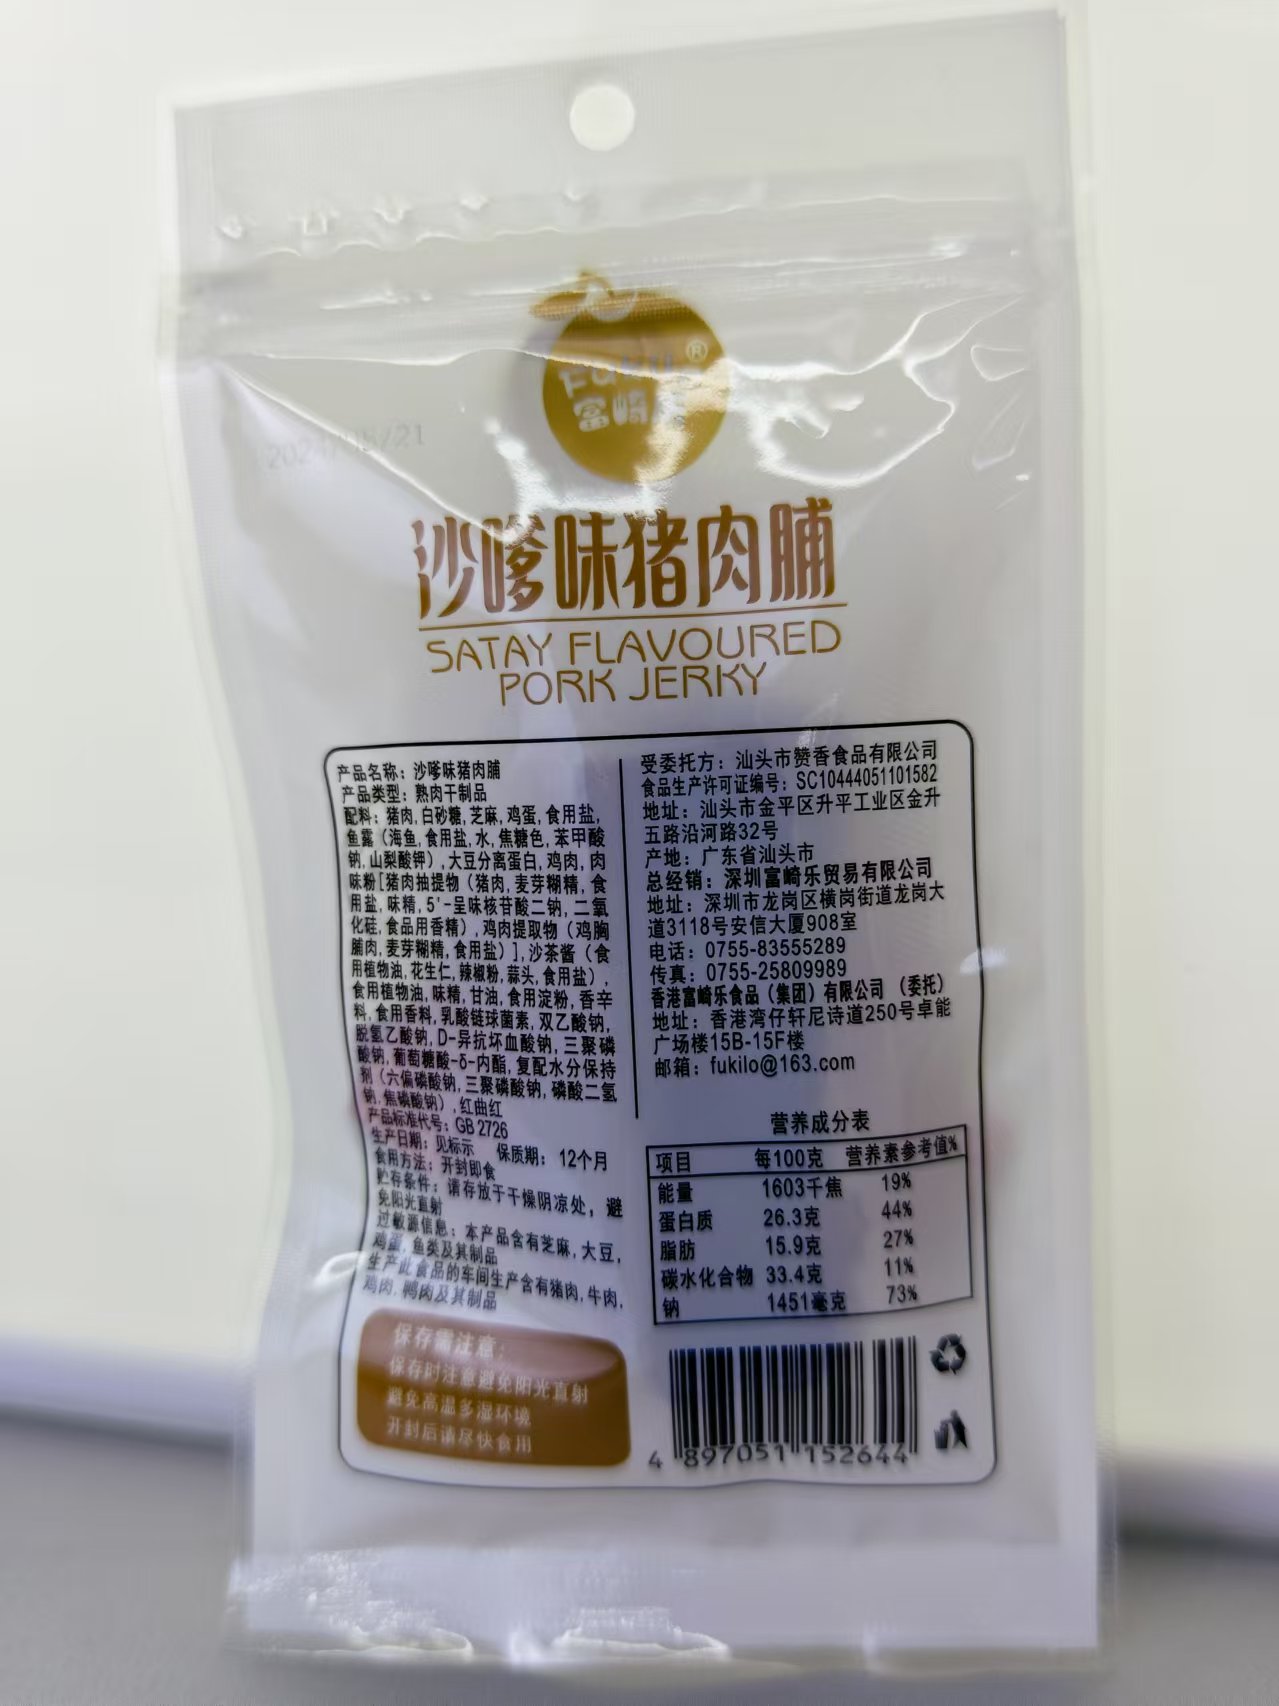 ®
富崎
2024/08/21
沙嗲味猪肉脯
SATAY FLAVOURED
PORK JERKY
产品名称：沙嗲味猪肉脯
产品类型：熟肉干制品
配料：猪肉,白砂糖,芝麻,鸡蛋,食用盐,
鱼露（海鱼,食用盐,水,焦糖色,苯甲酸
钠,山梨酸钾）,大豆分离蛋白,鸡肉,肉
味粉[猪肉抽提物（猪肉,麦芽糊精,食
用盐,味精,5'-呈味核苷酸二钠,二氧
化硅,食品用香精）,鸡肉提取物（鸡胸
脯肉,麦芽糊精,食用盐）],沙茶酱（食
用植物油,花生仁,辣椒粉,蒜头,食用盐）,
食用植物油,味精,甘油,食用淀粉,香辛
料,食用香料,乳酸链球菌素,双乙酸钠,
脱氢乙酸钠,D-异抗坏血酸钠,三聚磷
酸钠,葡萄糖酸-δ-内酯,复配水分保持
剂（六偏磷酸钠,三聚磷酸钠,磷酸二氢
钠,焦磷酸钠）,红曲红
产品标准代号：GB 2726
生产日期：见标示 保质期：12个月
食用方法：开封即食
贮存条件：请存放于干燥阴凉处，避
免阳光直射
过敏源信息：本产品含有芝麻,大豆,
鸡蛋,鱼类及其制品
生产此食品的车间生产含有猪肉,牛肉,
鸡肉,鸭肉及其制品
保存需注意：
保存时注意避免阳光直射
避免高温多湿环境
开封后请尽快食用
受委托方：汕头市赞香食品有限公司
食品生产许可证编号：SC10444051101582
地址：汕头市金平区升平工业区金升
五路沿河路32号
产地：广东省汕头市
总经销：深圳富崎乐贸易有限公司
地址：深圳市龙岗区横岗街道龙岗大
道3118号安信大厦908室
电话：0755-83555289
传真：0755-25809989
香港富崎乐食品（集团）有限公司（委托）
地址：香港湾仔轩尼诗道250号卓能
广场楼15B-15F楼
邮箱：fukilo@163.com
营养成分表
项目 每100克 营养素参考值%
能量 1603千焦 19%
蛋白质 26.3克 44%
脂肪 15.9克 27%
碳水化合物 33.4克 11%
钠 1451毫克 73%
4 897051 152644